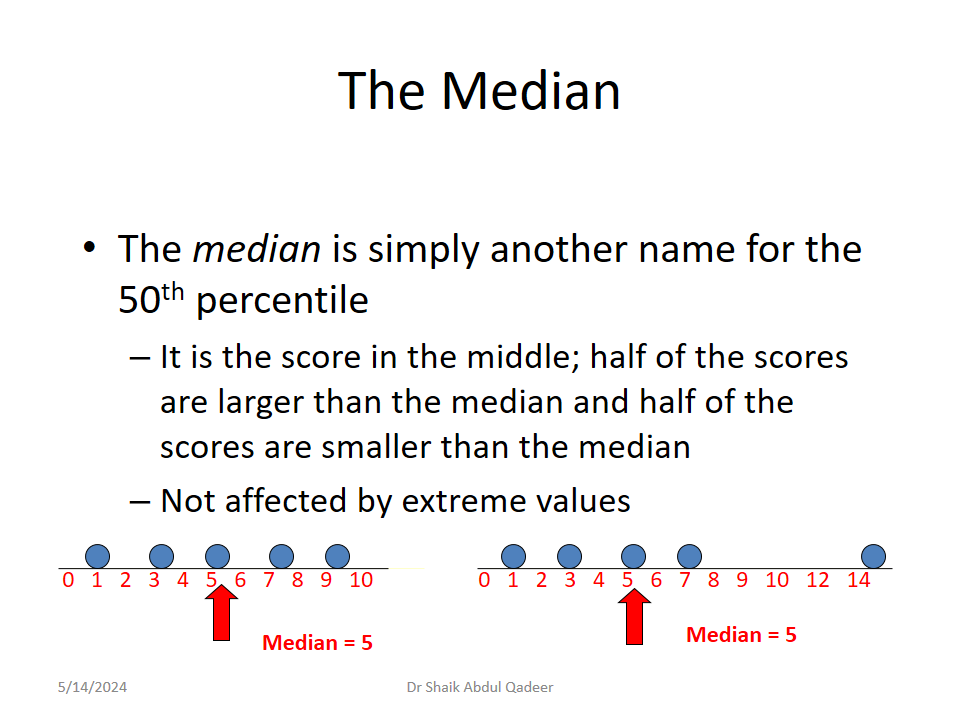 The Median
• The median is simply another name for the
50th percentile
– It is the score in the middle; half of the scores
are larger than the median and half of the
scores are smaller than the median
– Not affected by extreme values
0 1 2 3 4 5 6 7 8 9 10
Median = 5
0 1 2 3 4 5 6 7 8 9 10 12 14
Median = 5
5/14/2024
Dr Shaik Abdul Qadeer